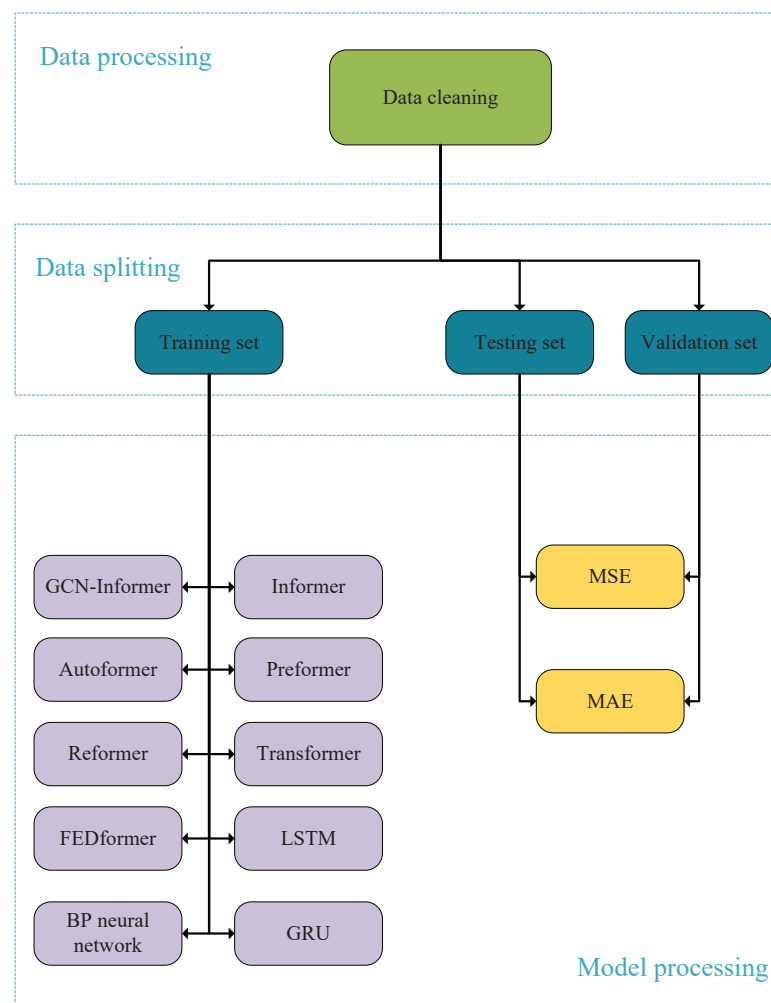 Data processing
Data cleaning
Data splitting
Training set
Testing set
Validation set
GCN-Informer
Informer
MSE
Autoformer
Preformer
MAE
Reformer
Transformer
FEDformer
LSTM
BP neural
network
GRU
Model processing